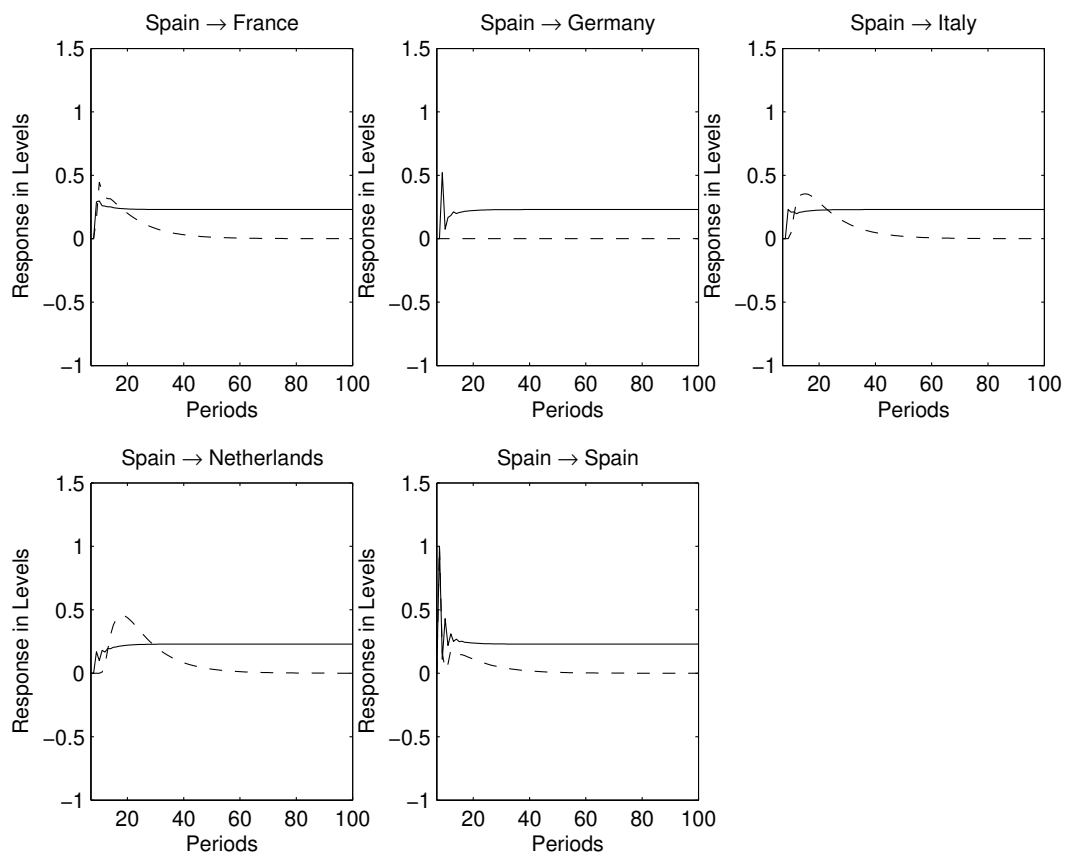 Spain → France
Response in Levels
1.5
1
0.5
0
−0.5
−1
20 40 60 80 100
Periods
Spain → Germany
Response in Levels
1.5
1
0.5
0
−0.5
−1
20 40 60 80 100
Periods
Spain → Italy
Response in Levels
1.5
1
0.5
0
−0.5
−1
20 40 60 80 100
Periods
Spain → Netherlands
Response in Levels
1.5
1
0.5
0
−0.5
−1
20 40 60 80 100
Periods
Spain → Spain
Response in Levels
1.5
1
0.5
0
−0.5
−1
20 40 60 80 100
Periods